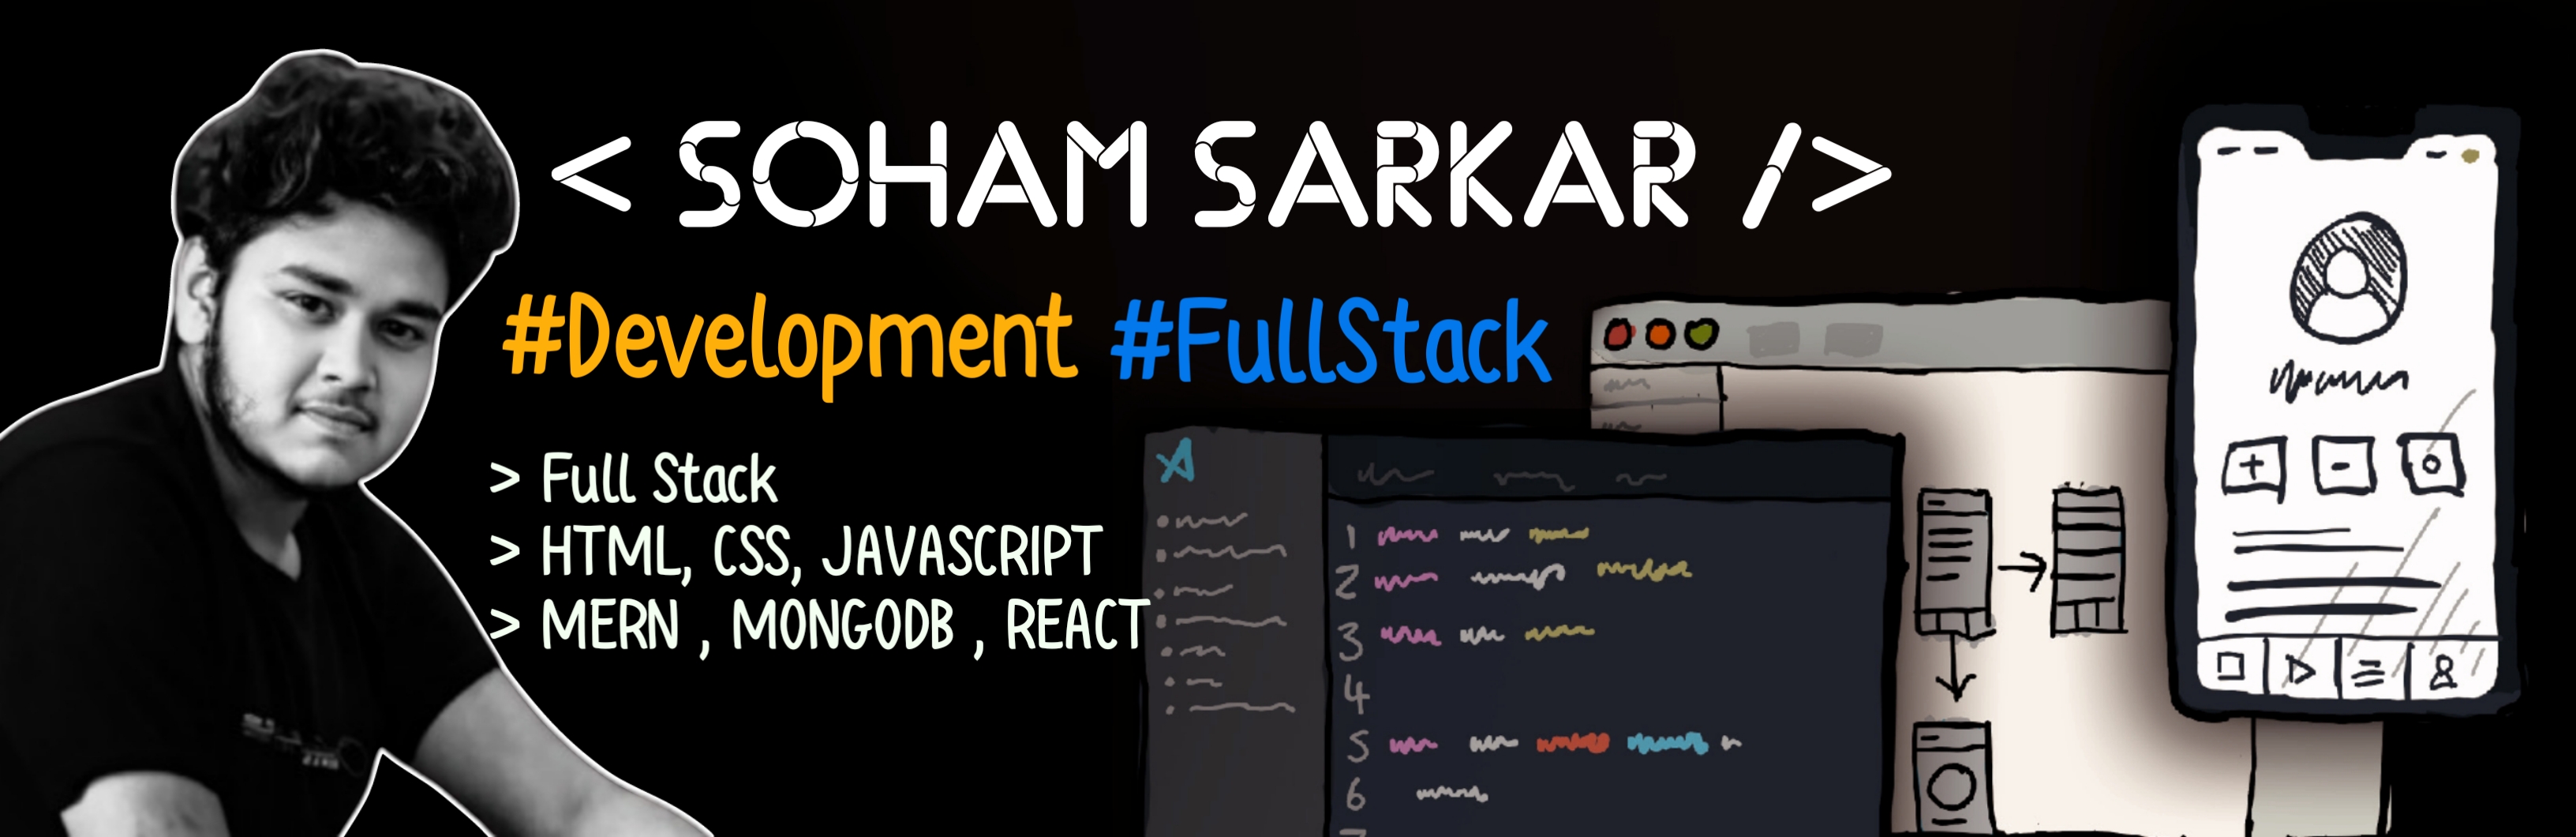 < SOHAM SARKAR />
#Development #FullStack
> Full Stack
> HTML, CSS, JAVASCRIPT
> MERN , MONGODB , REACT
1
2
3
4
5
6